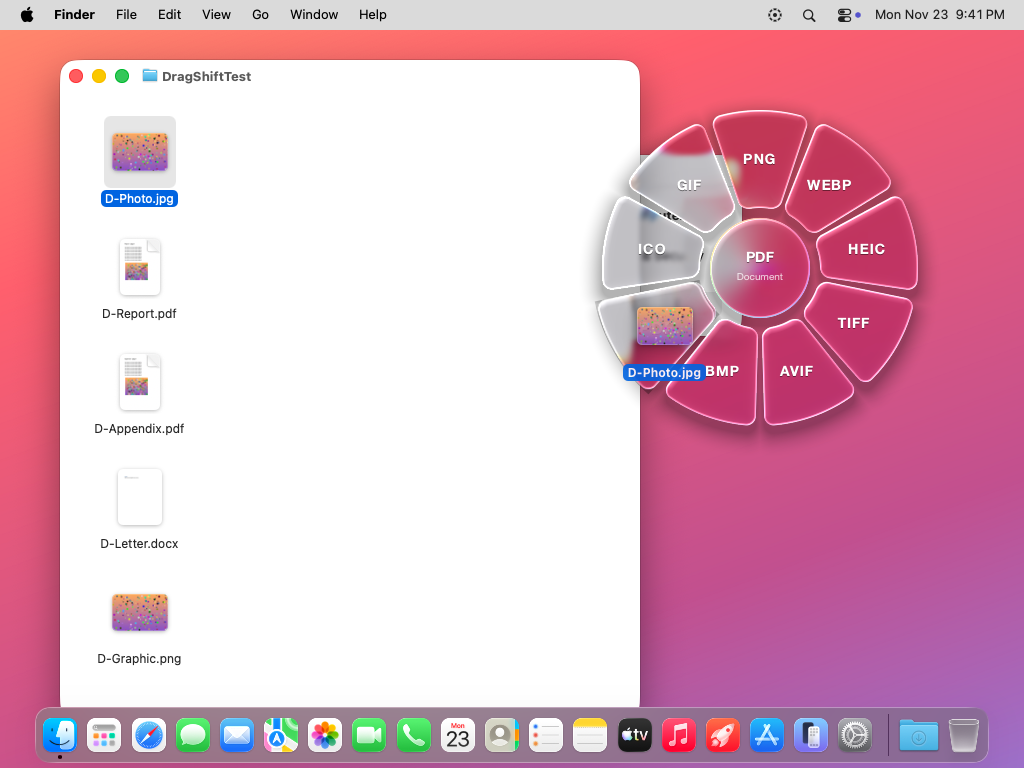 Finder File Edit View Go Window Help Mon Nov 23 9:41 PM
DragShiftTest
D-Photo.jpg
D-Report.pdf
D-Appendix.pdf
D-Letter.docx
D-Graphic.png
PNG
GIF
WEBP
ICO
HEIC
PDF
Document
TIFF
D-Photo.jpg
BMP
AVIF
Mon
23
tv